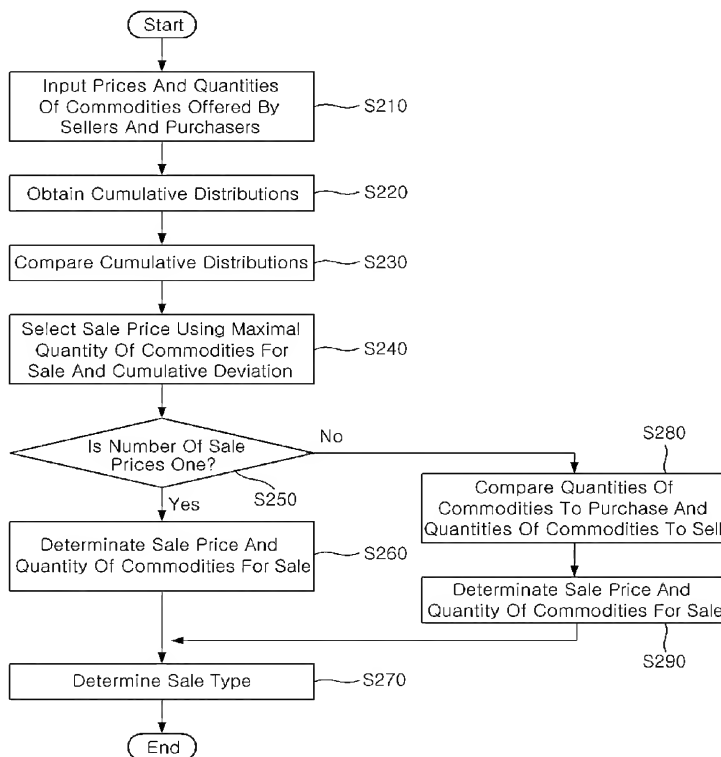 Start
Input Prices And Quantities
Of Commodities Offered By
Sellers And Purchasers
S210
Obtain Cumulative Distributions
S220
Compare Cumulative Distributions
S230
Select Sale Price Using Maximal
Quantity Of Commodities For
Sale And Cumulative Deviation
S240
Is Number Of Sale
Prices One?
S250
No
Yes
S280
Compare Quantities Of
Commodities To Purchase And
Quantities Of Commodities To Sell
Determinate Sale Price And
Quantity Of Commodities For Sale
S260
Determinate Sale Price And
Quantity Of Commodities For Sale
S290
Determine Sale Type
S270
End